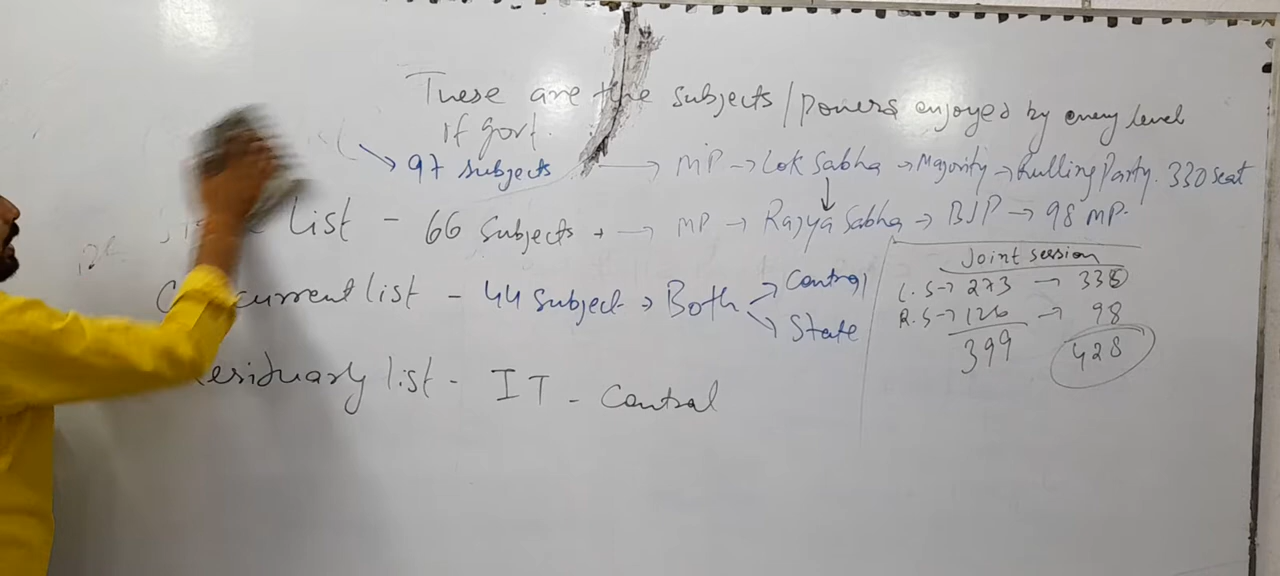 These are the subjects / Powers enjoyed by every level
if govt.
→ 97 subjects → MP → Lok Sabha → Majority → Rulling Party. 330 seat
List - 66 subjects → MP → Rajya Sabha → BJP → 98 MP.
Concurrent list - 44 subject → Both → Central
→ State
Residuary list - IT - Central
Joint session
L.S → 273 → 330
R.S → 126 → 98
399 428